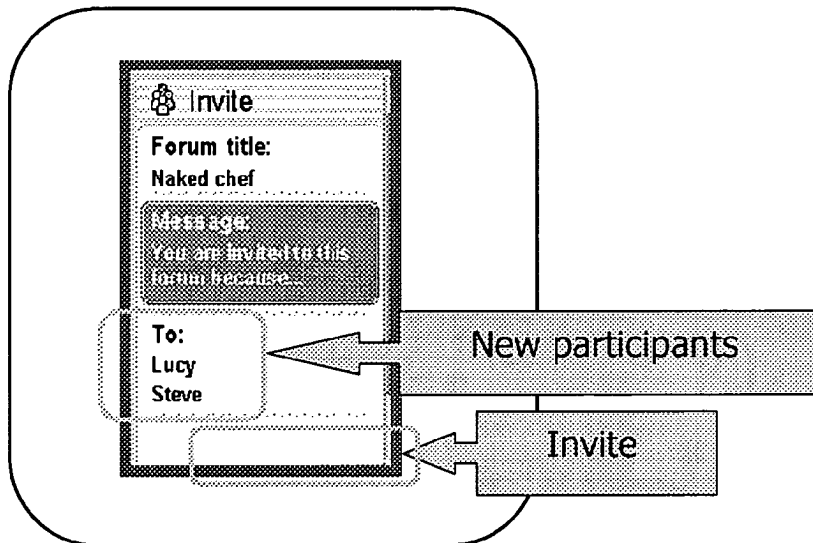 Invite
Forum title:
Naked chef
Message:
You are invited to this
forum because...
To:
Lucy
Steve
New participants
Invite